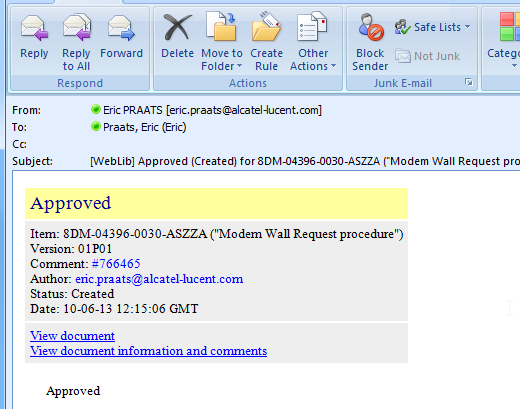 Reply
Reply to All
Forward
Delete
Move to Folder
Create Rule
Other Actions
Block Sender
Safe Lists
Not Junk
Respond
Actions
Junk E-mail
From: Eric PRAATS [eric.praats@alcatel-lucent.com]
To: Praats, Eric (Eric)
Cc:
Subject: [WebLib] Approved (Created) for 8DM-04396-0030-ASZZA ("Modem Wall Request pro
Approved
Item: 8DM-04396-0030-ASZZA ("Modem Wall Request procedure")
Version: 01P01
Comment: #766465
Author: eric.praats@alcatel-lucent.com
Status: Created
Date: 10-06-13 12:15:06 GMT
View document
View document information and comments
Approved